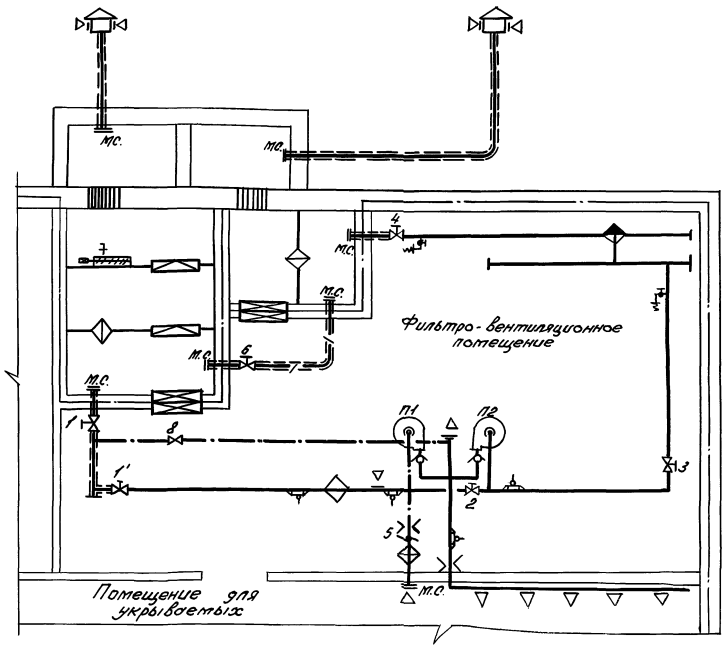 М.С.
М.С.
4
7
М.С.
М.С.
Фильтро-вентиляционное
помещение
6
М.С.
М.С.
П1
П2
1
8
1'
3
2
5
М.С.
Помещение для
укрываемых